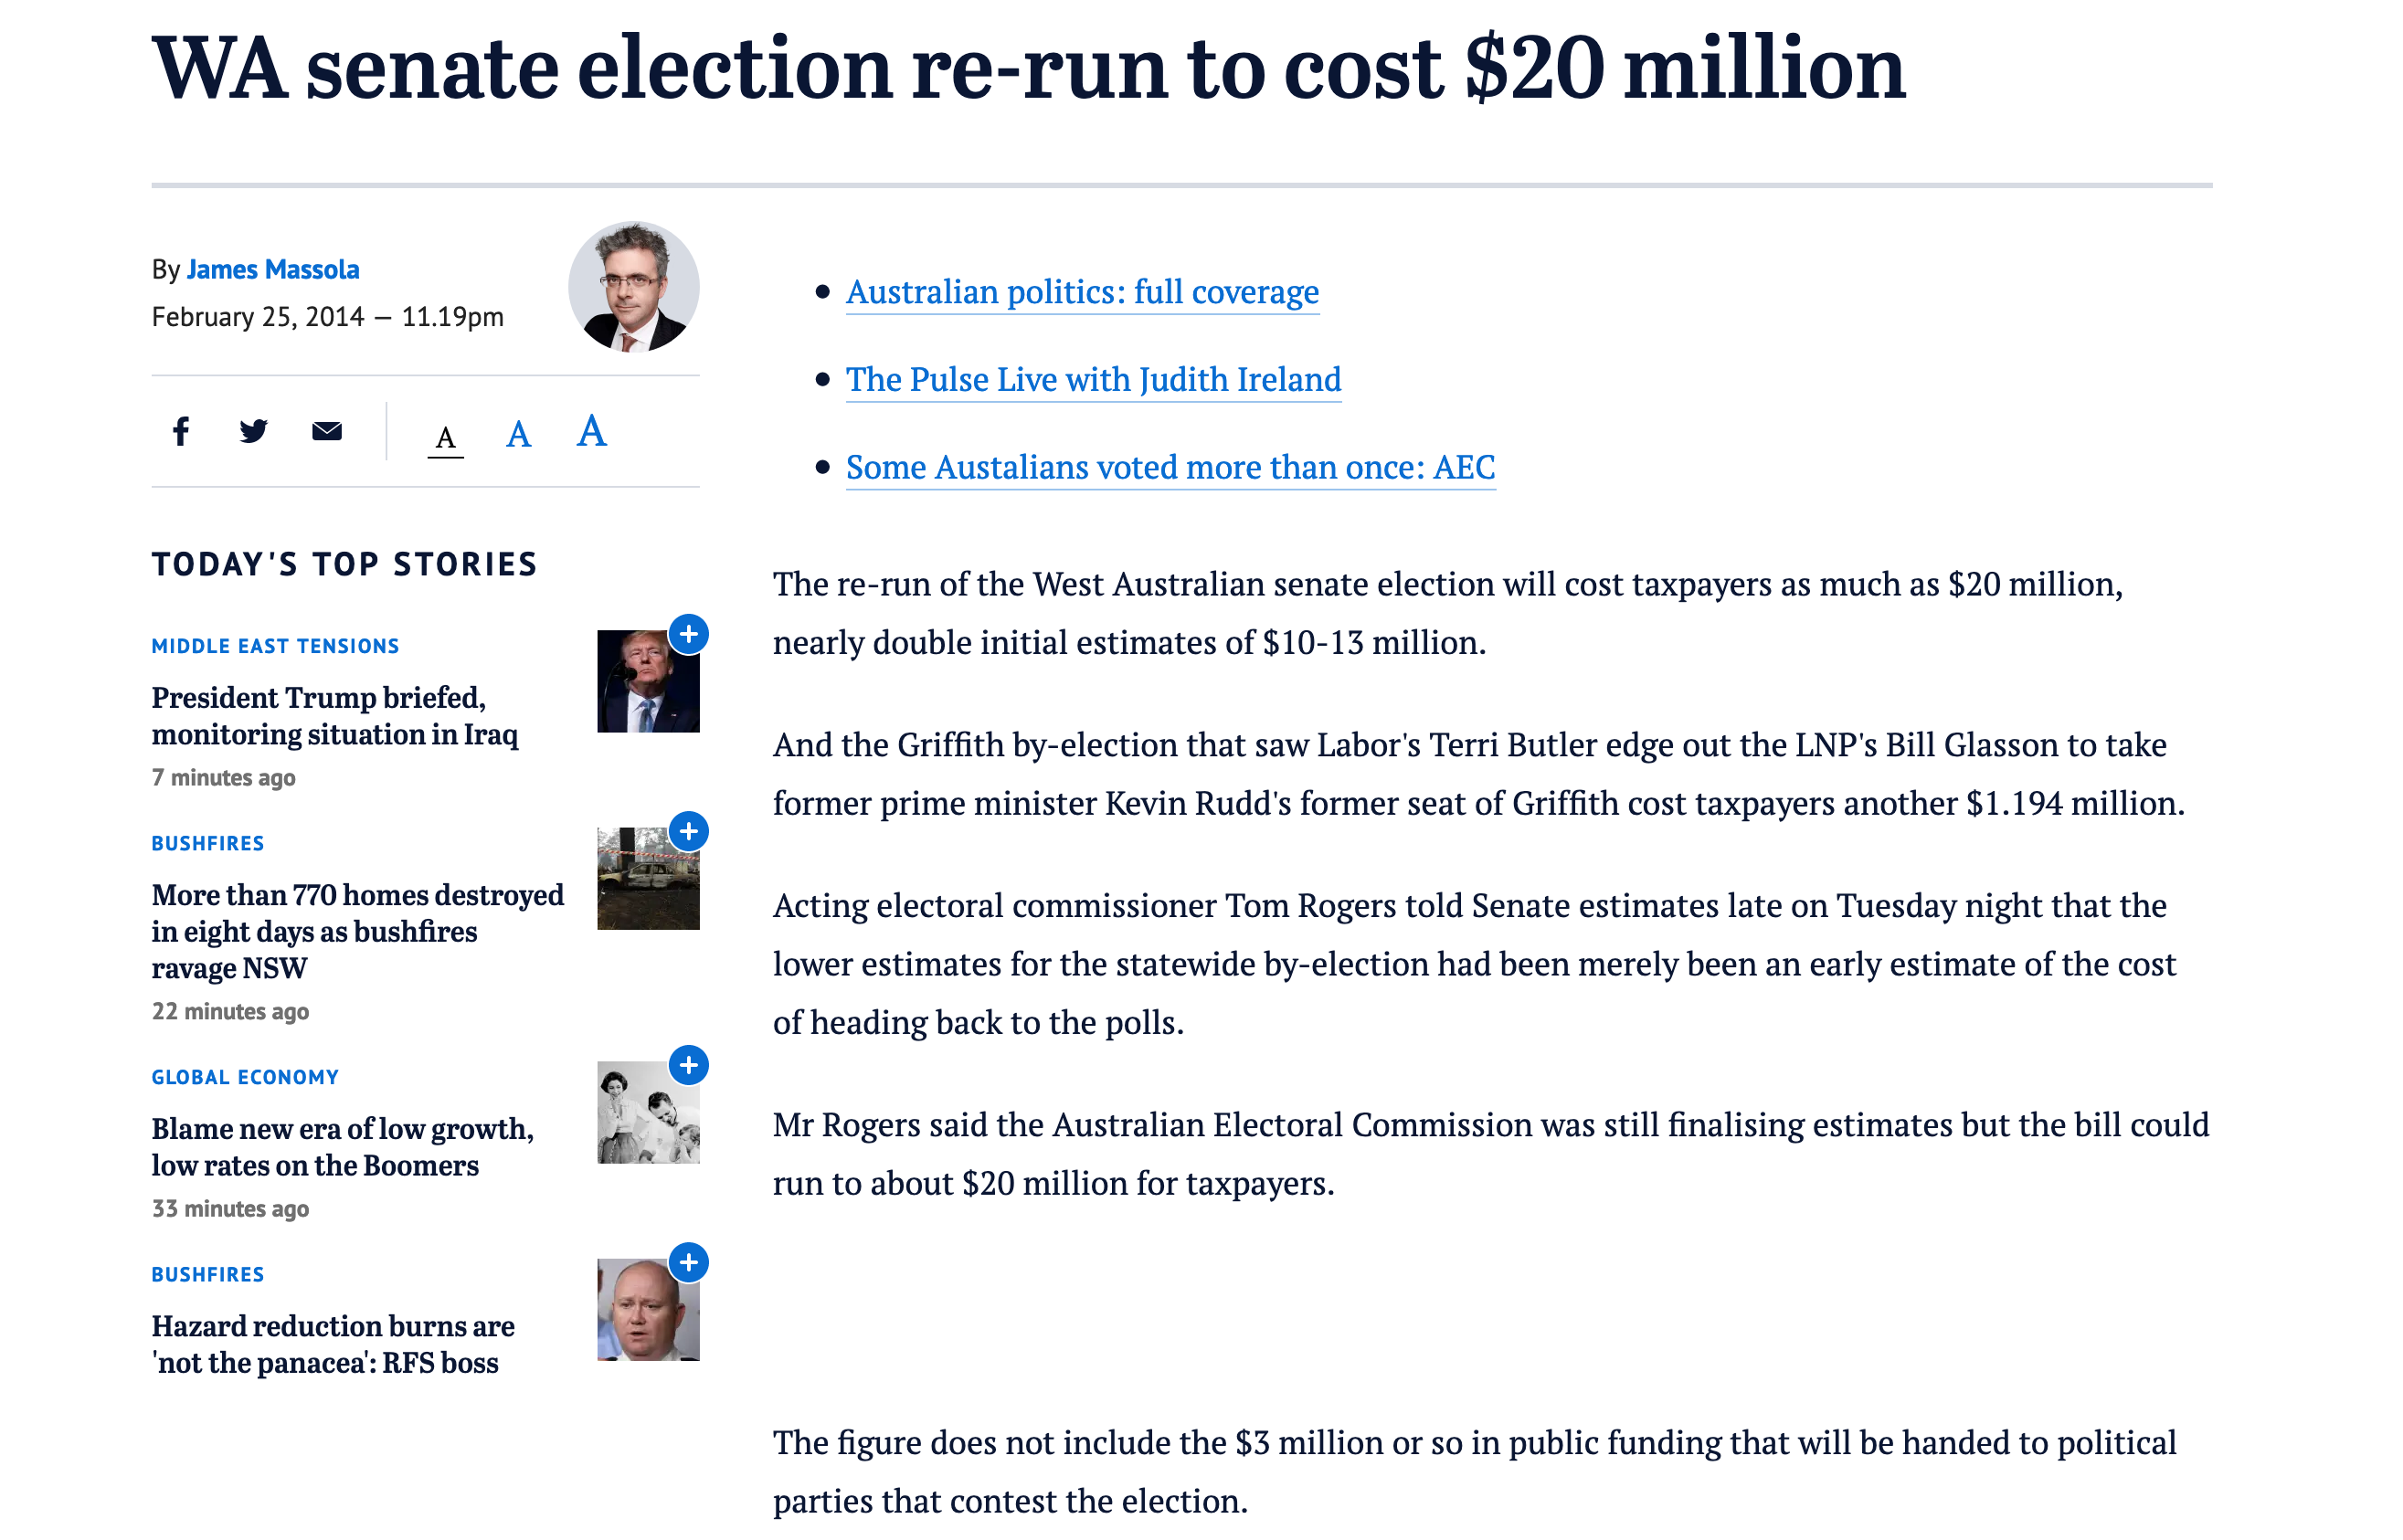 WA senate election re-run to cost $20 million
By James Massola
February 25, 2014 — 11.19pm
A A A
TODAY'S TOP STORIES
MIDDLE EAST TENSIONS
President Trump briefed,
monitoring situation in Iraq
7 minutes ago
BUSHFIRES
More than 770 homes destroyed
in eight days as bushfires
ravage NSW
22 minutes ago
GLOBAL ECONOMY
Blame new era of low growth,
low rates on the Boomers
33 minutes ago
BUSHFIRES
Hazard reduction burns are
'not the panacea': RFS boss
Australian politics: full coverage
The Pulse Live with Judith Ireland
Some Austalians voted more than once: AEC
The re-run of the West Australian senate election will cost taxpayers as much as $20 million,
nearly double initial estimates of $10-13 million.
And the Griffith by-election that saw Labor's Terri Butler edge out the LNP's Bill Glasson to take
former prime minister Kevin Rudd's former seat of Griffith cost taxpayers another $1.194 million.
Acting electoral commissioner Tom Rogers told Senate estimates late on Tuesday night that the
lower estimates for the statewide by-election had been merely been an early estimate of the cost
of heading back to the polls.
Mr Rogers said the Australian Electoral Commission was still finalising estimates but the bill could
run to about $20 million for taxpayers.
The figure does not include the $3 million or so in public funding that will be handed to political
parties that contest the election.